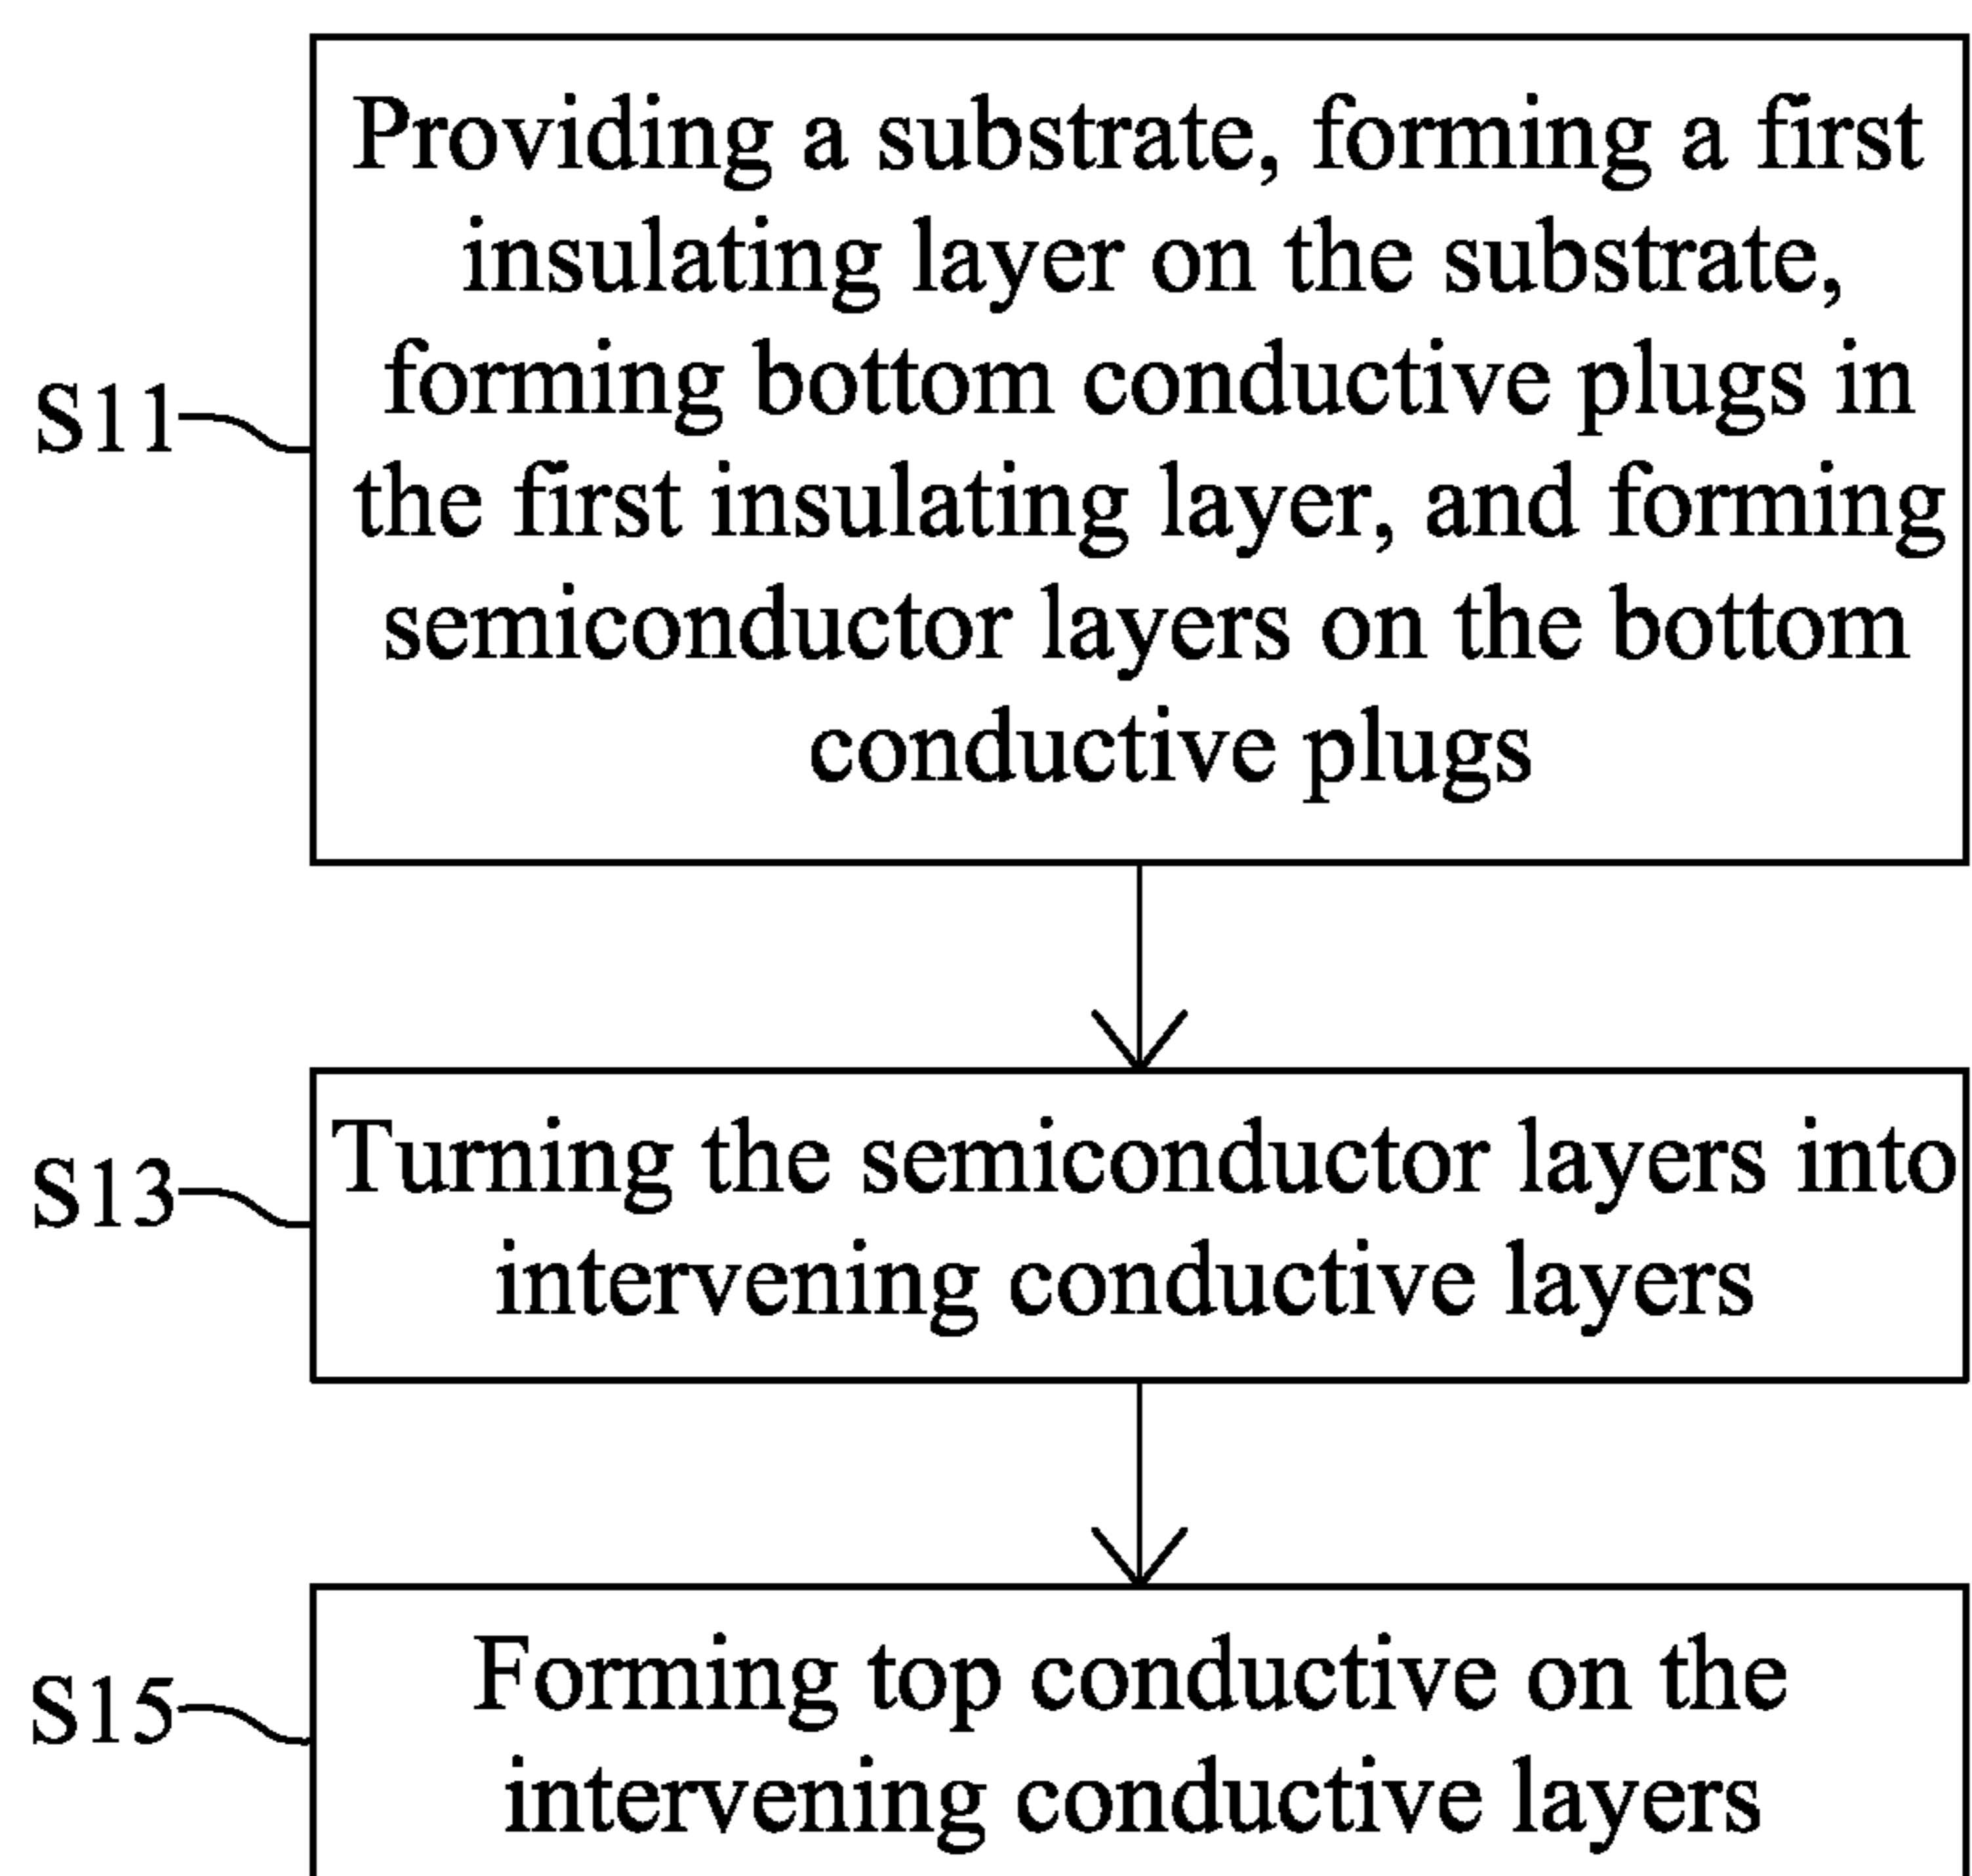 Providing a substrate, forming a first
insulating layer on the substrate,
forming bottom conductive plugs in
the first insulating layer, and forming
semiconductor layers on the bottom
conductive plugs
S11
Turning the semiconductor layers into
intervening conductive layers
S13
Forming top conductive on the
intervening conductive layers
S15